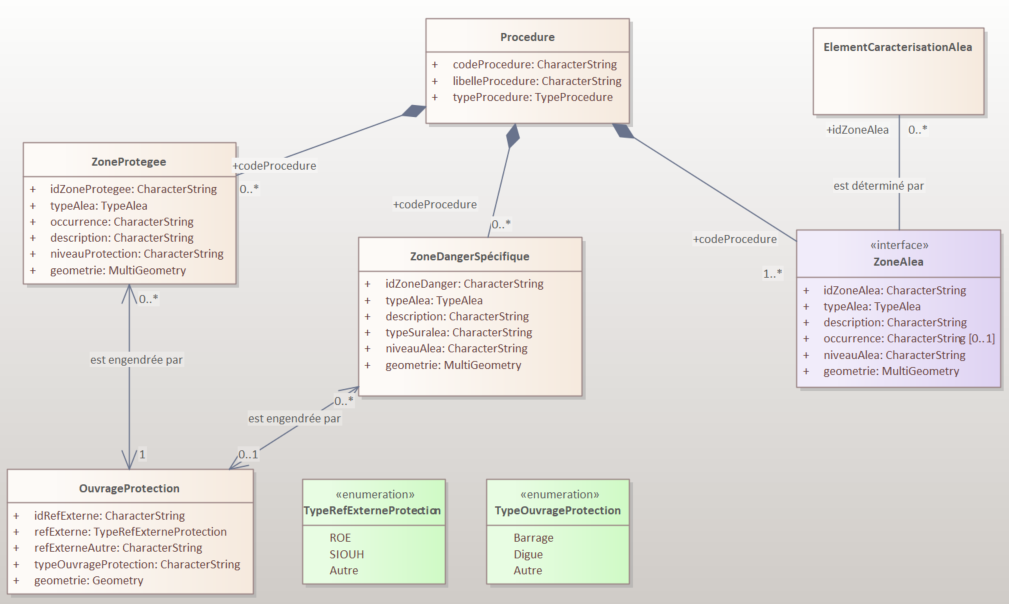 Procedure
+ codeProcedure: CharacterString
+ libelleProcedure: CharacterString
+ typeProcedure: TypeProcedure
ElementCaracterisationAlea
+idZoneAlea 0..*
est déterminé par
ZoneProtegee
+ idZoneProtegee: CharacterString
+ typeAlea: TypeAlea
+ occurrence: CharacterString
+ description: CharacterString
+ niveauProtection: CharacterString
+ geometrie: MultiGeometry
+codeProcedure
0..*
+codeProcedure
0..*
+codeProcedure
1..*
ZoneDangerSpécifique
+ idZoneDanger: CharacterString
+ typeAlea: TypeAlea
+ description: CharacterString
+ typeSuralea: CharacterString
+ niveauAlea: CharacterString
+ geometrie: MultiGeometry
«interface»
ZoneAlea
+ idZoneAlea: CharacterString
+ typeAlea: TypeAlea
+ description: CharacterString
+ occurrence: CharacterString [0..1]
+ niveauAlea: CharacterString
+ geometrie: MultiGeometry
0..*
est engendrée par
1
0..*
est engendrée par
0..1
OuvrageProtection
+ idRefExterne: CharacterString
+ refExterne: TypeRefExterneProtection
+ refExterneAutre: CharacterString
+ typeOuvrageProtection: CharacterString
+ geometrie: Geometry
«enumeration»
TypeRefExterneProtection
ROE
SIOUH
Autre
«enumeration»
TypeOuvrageProtection
Barrage
Digue
Autre